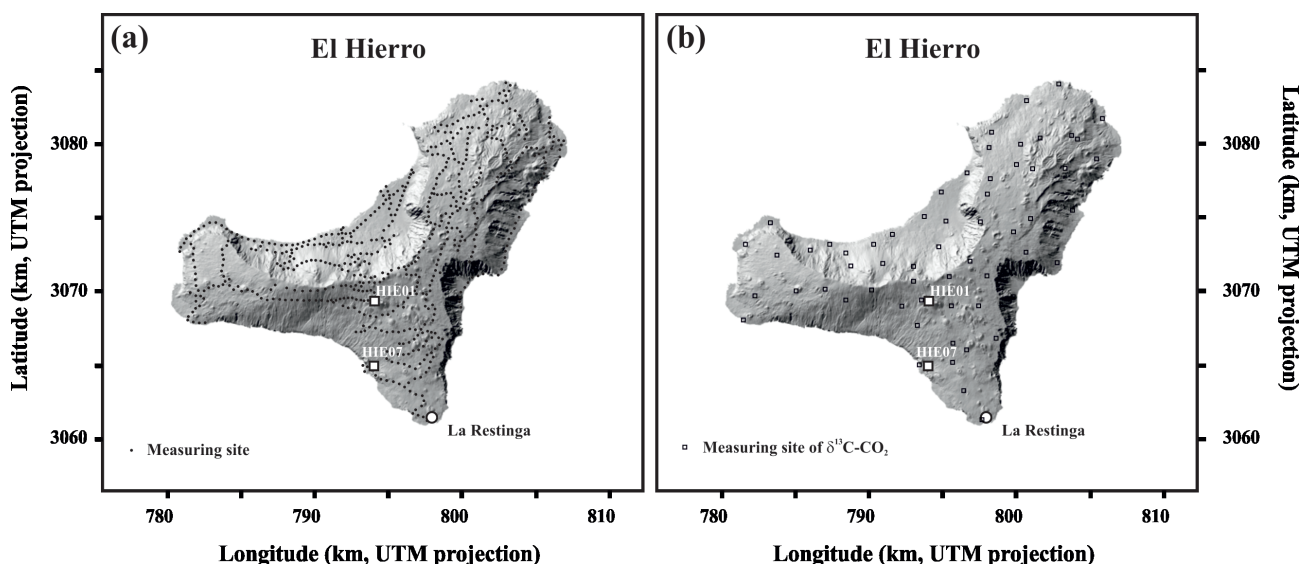 (a)
El Hierro
Latitude (km, UTM projection)
3080
3070
3060
HIE01
HIE07
La Restinga
Measuring site
780
790
800
810
Longitude (km, UTM projection)
(b)
El Hierro
HIE01
HIE07
La Restinga
Measuring site of δ¹³C-CO₂
3080
3070
3060
Latitude (km, UTM projection)
780
790
800
810
Longitude (km, UTM projection)